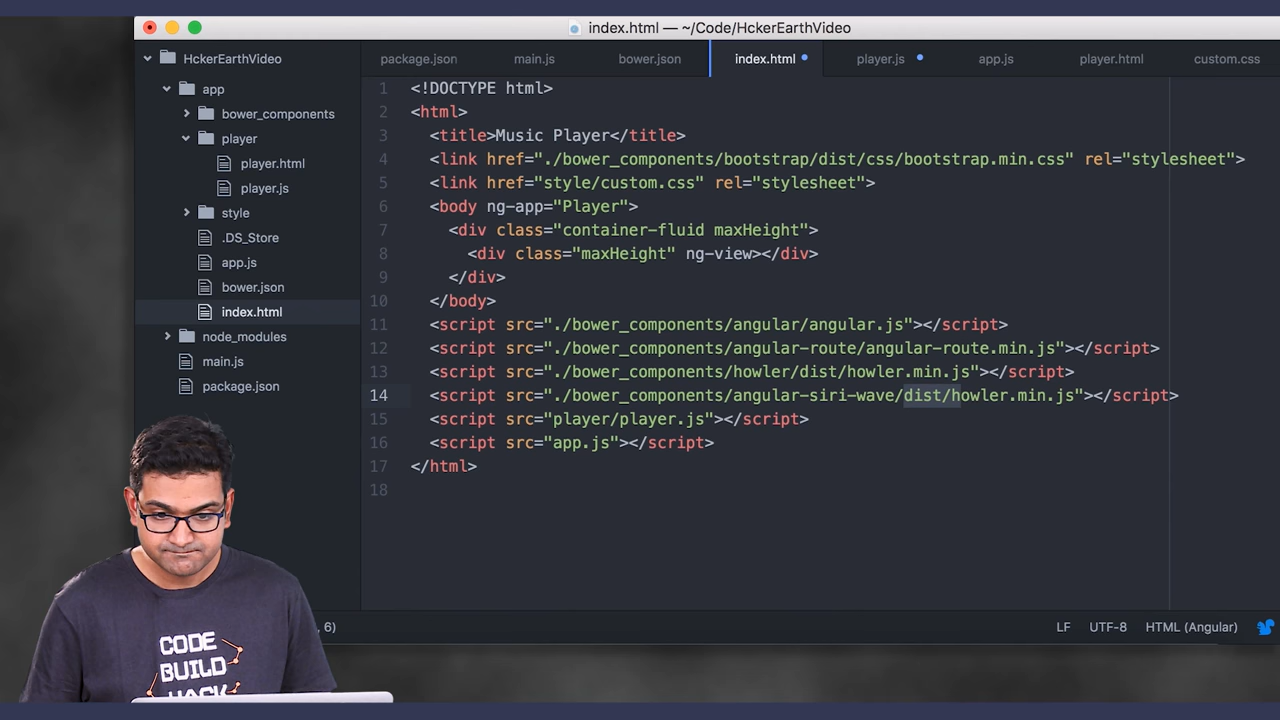 index.html — ~/Code/HckerEarthVideo
HckerEarthVideo
app
bower_components
player
player.html
player.js
style
.DS_Store
app.js
bower.json
index.html
node_modules
main.js
package.json
package.json main.js bower.json index.html player.js app.js player.html custom.css
1 <!DOCTYPE html>
2 <html>
3 <title>Music Player</title>
4 <link href="./bower_components/bootstrap/dist/css/bootstrap.min.css" rel="stylesheet">
5 <link href="style/custom.css" rel="stylesheet">
6 <body ng-app="Player">
7 <div class="container-fluid maxHeight">
8 <div class="maxHeight" ng-view></div>
9 </div>
10 </body>
11 <script src="./bower_components/angular/angular.js"></script>
12 <script src="./bower_components/angular-route/angular-route.min.js"></script>
13 <script src="./bower_components/howler/dist/howler.min.js"></script>
14 <script src="./bower_components/angular-siri-wave/dist/howler.min.js"></script>
15 <script src="player/player.js"></script>
16 <script src="app.js"></script>
17 </html>
18
, 6)
LF UTF-8 HTML (Angular)
CODE
BUILD
HACK